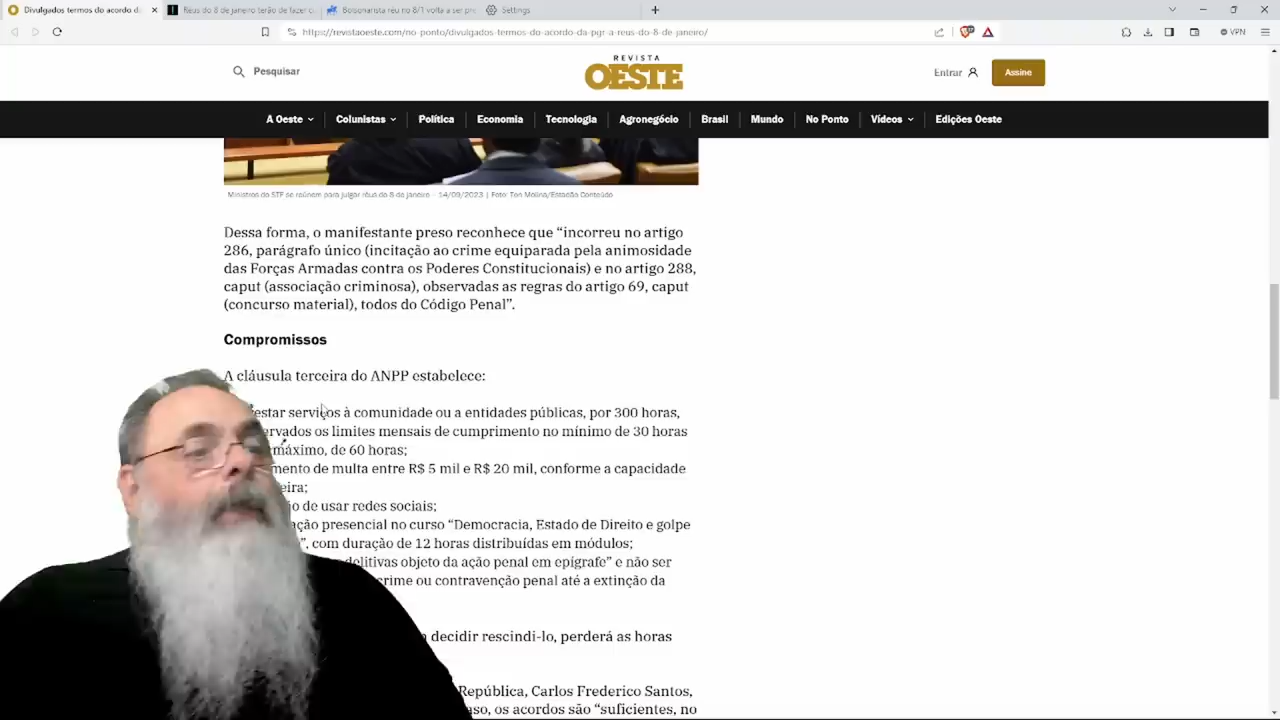 Divulgados termos do acordo da
Réus do 8 de janeiro terão de fazer c
Bolsonarista réu no 8/1 volta a ser pre
Settings
https://revistaoeste.com/no-ponto/divulgados-termos-do-acordo-da-pgr-a-reus-do-8-de-janeiro/
VPN
Pesquisar
REVISTA
OESTE
Entrar
Assine
A Oeste
Colunistas
Política
Economia
Tecnologia
Agronegócio
Brasil
Mundo
No Ponto
Vídeos
Edições Oeste
Ministros do STF se reúnem para julgar réus do 8 de janeiro - 14/09/2023 | Foto: Ton Molina/Estadão Conteúdo
Dessa forma, o manifestante preso reconhece que “incorreu no artigo
286, parágrafo único (incitação ao crime equiparada pela animosidade
das Forças Armadas contra os Poderes Constitucionais) e no artigo 288,
caput (associação criminosa), observadas as regras do artigo 69, caput
(concurso material), todos do Código Penal”.
Compromissos
A cláusula terceira do ANPP estabelece:
estar serviços à comunidade ou a entidades públicas, por 300 horas,
ervados os limites mensais de cumprimento no mínimo de 30 horas
máximo, de 60 horas;
mento de multa entre R$ 5 mil e R$ 20 mil, conforme a capacidade
eira;
de usar redes sociais;
ação presencial no curso “Democracia, Estado de Direito e golpe
”, com duração de 12 horas distribuídas em módulos;
delitivas objeto da ação penal em epígrafe” e não ser
crime ou contravenção penal até a extinção da
decidir rescindi-lo, perderá as horas
República, Carlos Frederico Santos,
aso, os acordos são “suficientes, no